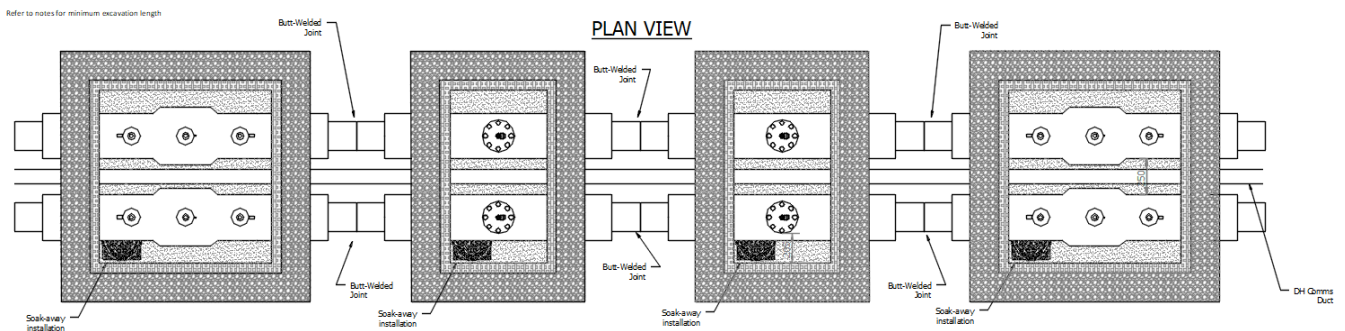 Refer to notes for minimum excavation length
PLAN VIEW
Butt-Welded
Joint
Butt-Welded
Joint
Butt-Welded
Joint
Butt-Welded
Joint
Butt-Welded
Joint
Butt-Welded
Joint
Soak-away
installation
Soak-away
installation
Soak-away
installation
Soak-away
installation
DH Comms
Duct